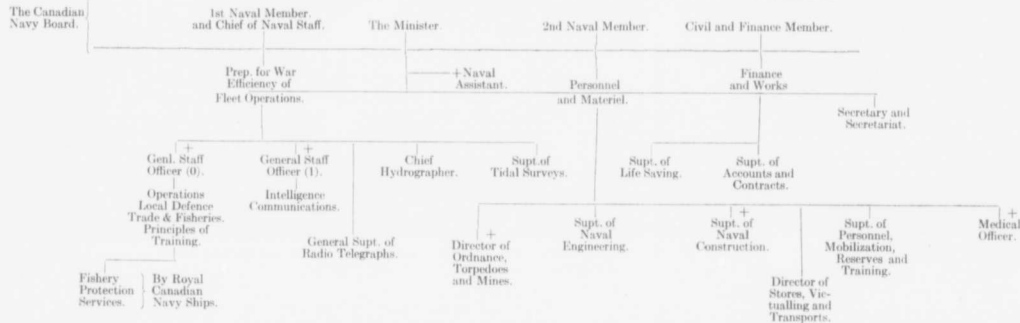 The Canadian
Navy Board.
1st Naval Member.
and Chief of Naval Staff.
The Minister.
2nd Naval Member.
Civil and Finance Member.
Prep. for War
Efficiency of
Fleet Operations.
+ Naval
Assistant.
Personnel
and Materiel.
Finance
and Works
Secretary and
Secretariat.
+
Genl. Staff
Officer (0).
+
General Staff
Officer (1).
Chief
Hydrographer.
Supt. of
Tidal Surveys.
Supt. of
Life Saving.
Supt. of
Accounts and
Contracts.
Operations
Local Defence
Trade & Fisheries.
Principles of
Training.
Intelligence
Communications.
General Supt. of
Radio Telegraphs.
+
Director of
Ordnance,
Torpedoes
and Mines.
Supt. of
Naval
Engineering.
+
Supt. of
Naval
Construction.
Director of
Stores, Vic-
tualling and
Transports.
Supt. of
Personnel,
Mobilization,
Reserves and
Training.
+
Medical
Officer.
Fishery
Protection
Services.
By Royal
Canadian
Navy Ships.